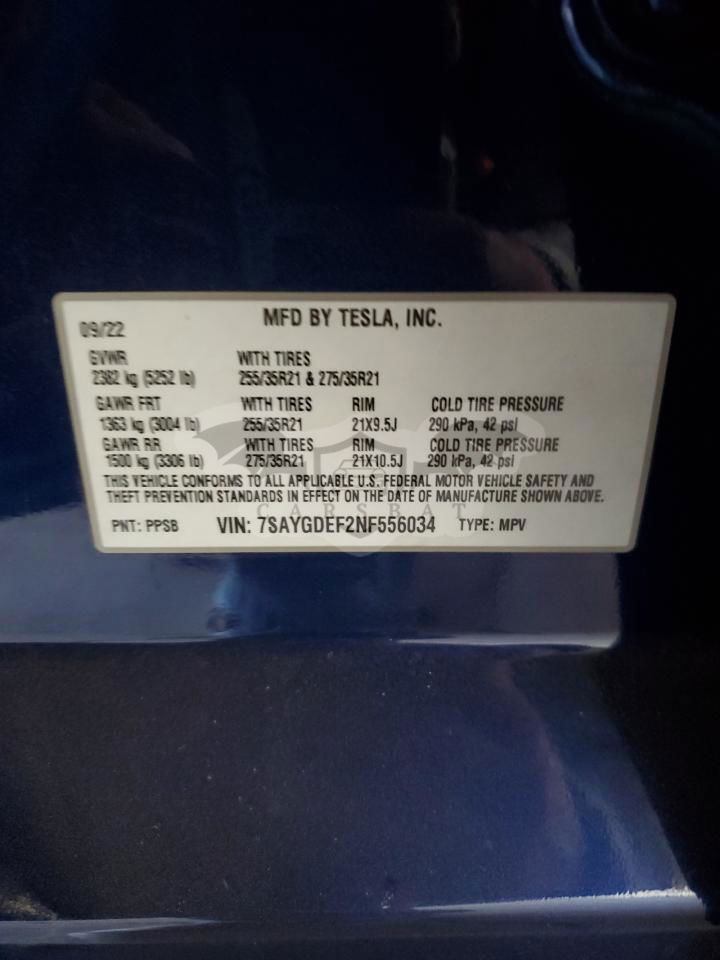 09/22 MFD BY TESLA, INC.
GVWR WITH TIRES
2382 kg (5252 lb) 255/35R21 & 275/35R21
GAWR FRT WITH TIRES RIM COLD TIRE PRESSURE
1363 kg (3004 lb) 255/35R21 21X9.5J 290 kPa, 42 psi
GAWR RR WITH TIRES RIM COLD TIRE PRESSURE
1500 kg (3306 lb) 275/35R21 21X10.5J 290 kPa, 42 psi
THIS VEHICLE CONFORMS TO ALL APPLICABLE U.S. FEDERAL MOTOR VEHICLE SAFETY AND
THEFT PREVENTION STANDARDS IN EFFECT ON THE DATE OF MANUFACTURE SHOWN ABOVE.
CARSBAT
PNT: PPSB VIN: 7SAYGDEF2NF556034 TYPE: MPV